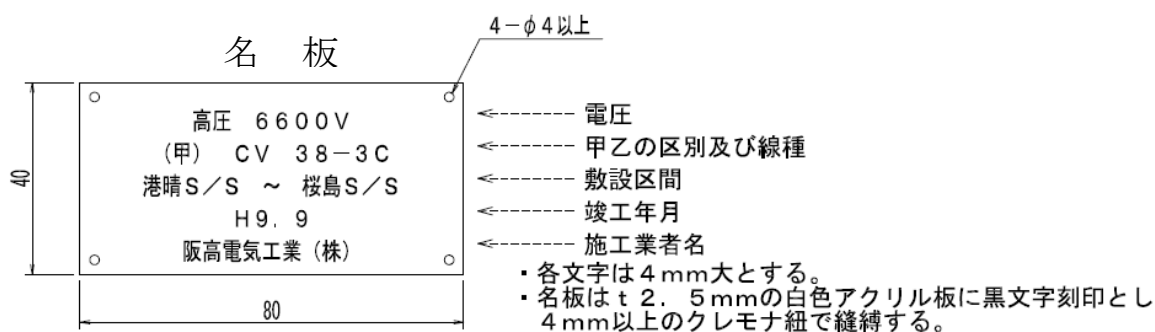 4－φ4以上
名　板
高圧　6600V
(甲)　CV　38－3C
港晴S／S　～　桜島S／S
H9．9
阪高電気工業（株）
40
80
電圧
甲乙の区別及び線種
敷設区間
竣工年月
施工業者名
・各文字は4mm大とする。
・名板はt2．5mmの白色アクリル板に黒文字刻印とし
4mm以上のクレモナ紐で縫縛する。